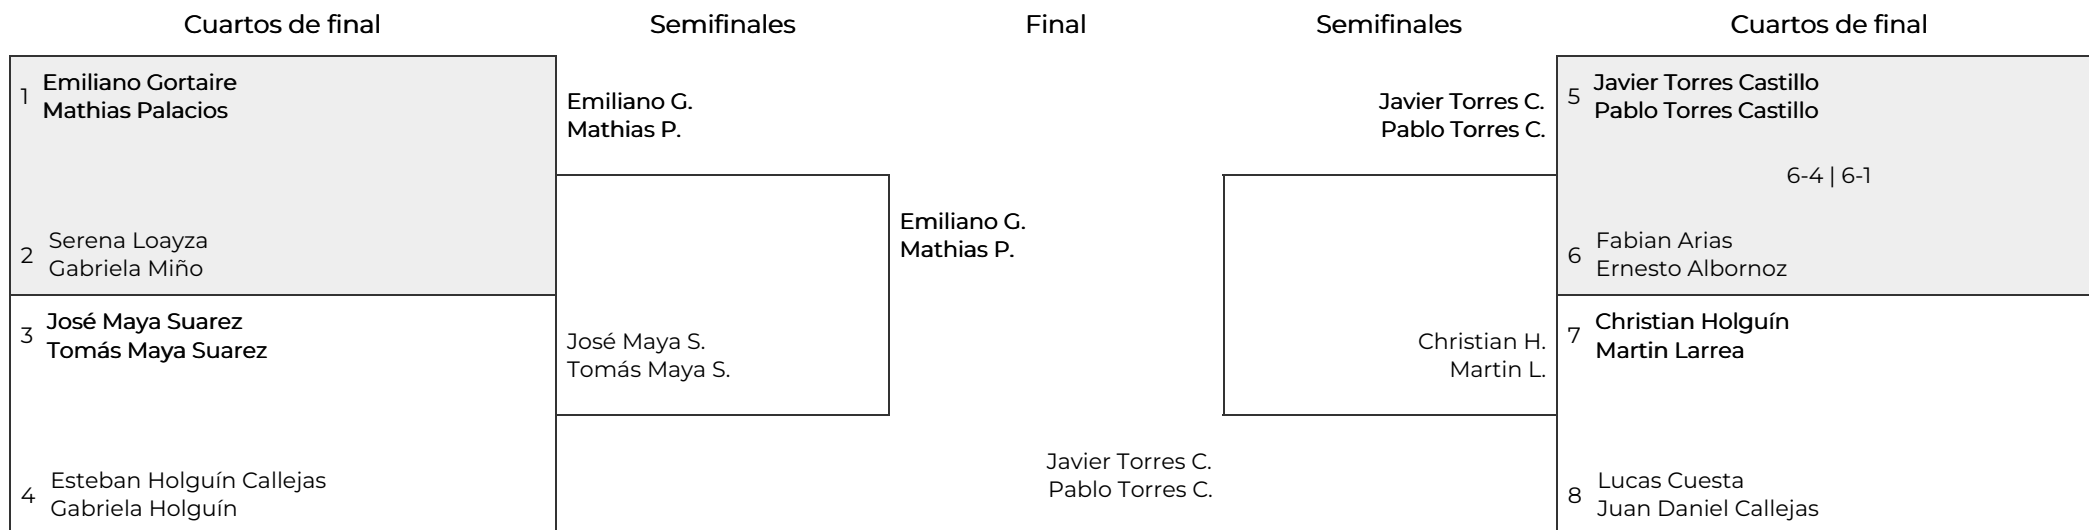 Cuartos de final
Semifinales
Final
Semifinales
Cuartos de final
1
Emiliano Gortaire
Mathias Palacios
2
Serena Loayza
Gabriela Miño
3
José Maya Suarez
Tomás Maya Suarez
4
Esteban Holguín Callejas
Gabriela Holguín
Emiliano G.
Mathias P.
José Maya S.
Tomás Maya S.
Emiliano G.
Mathias P.
Javier Torres C.
Pablo Torres C.
Javier Torres C.
Pablo Torres C.
Christian H.
Martin L.
5
Javier Torres Castillo
Pablo Torres Castillo
6-4 | 6-1
6
Fabian Arias
Ernesto Albornoz
7
Christian Holguín
Martin Larrea
8
Lucas Cuesta
Juan Daniel Callejas